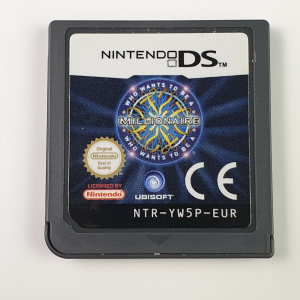 NINTENDO DS™
WHO WANTS TO BE A
MILLIONAIRE
WHO WANTS TO BE A
Original
Nintendo
Seal of
Quality
LICENSED BY
Nintendo
UBISOFT
CE
NTR-YW5P-EUR